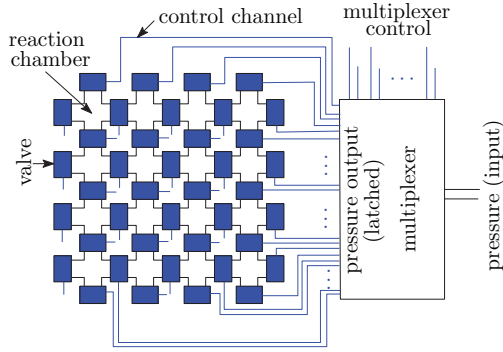 control channel
multiplexer
control
reaction
chamber
valve
pressure output
(latched)
multiplexer
pressure (input)